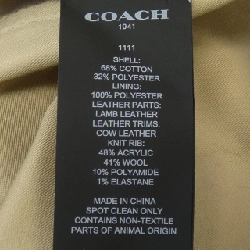 COACH
1041
1111
SHELL:
68% COTTON
32% POLYESTER
LINING:
100% POLYESTER
LEATHER PARTS:
LAMB LEATHER
LEATHER TRIMS:
COW LEATHER
KNIT RIB:
48% ACRYLIC
41% WOOL
10% POLYAMIDE
1% ELASTANE
MADE IN CHINA
SPOT CLEAN ONLY
CONTAINS NON-TEXTILE
PARTS OF ANIMAL ORIGIN